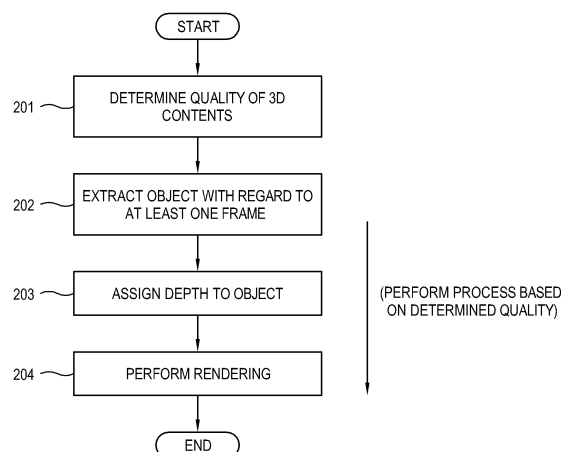 START
201
DETERMINE QUALITY OF 3D
CONTENTS
202
EXTRACT OBJECT WITH REGARD TO
AT LEAST ONE FRAME
203
ASSIGN DEPTH TO OBJECT
(PERFORM PROCESS BASED
ON DETERMINED QUALITY)
204
PERFORM RENDERING
END